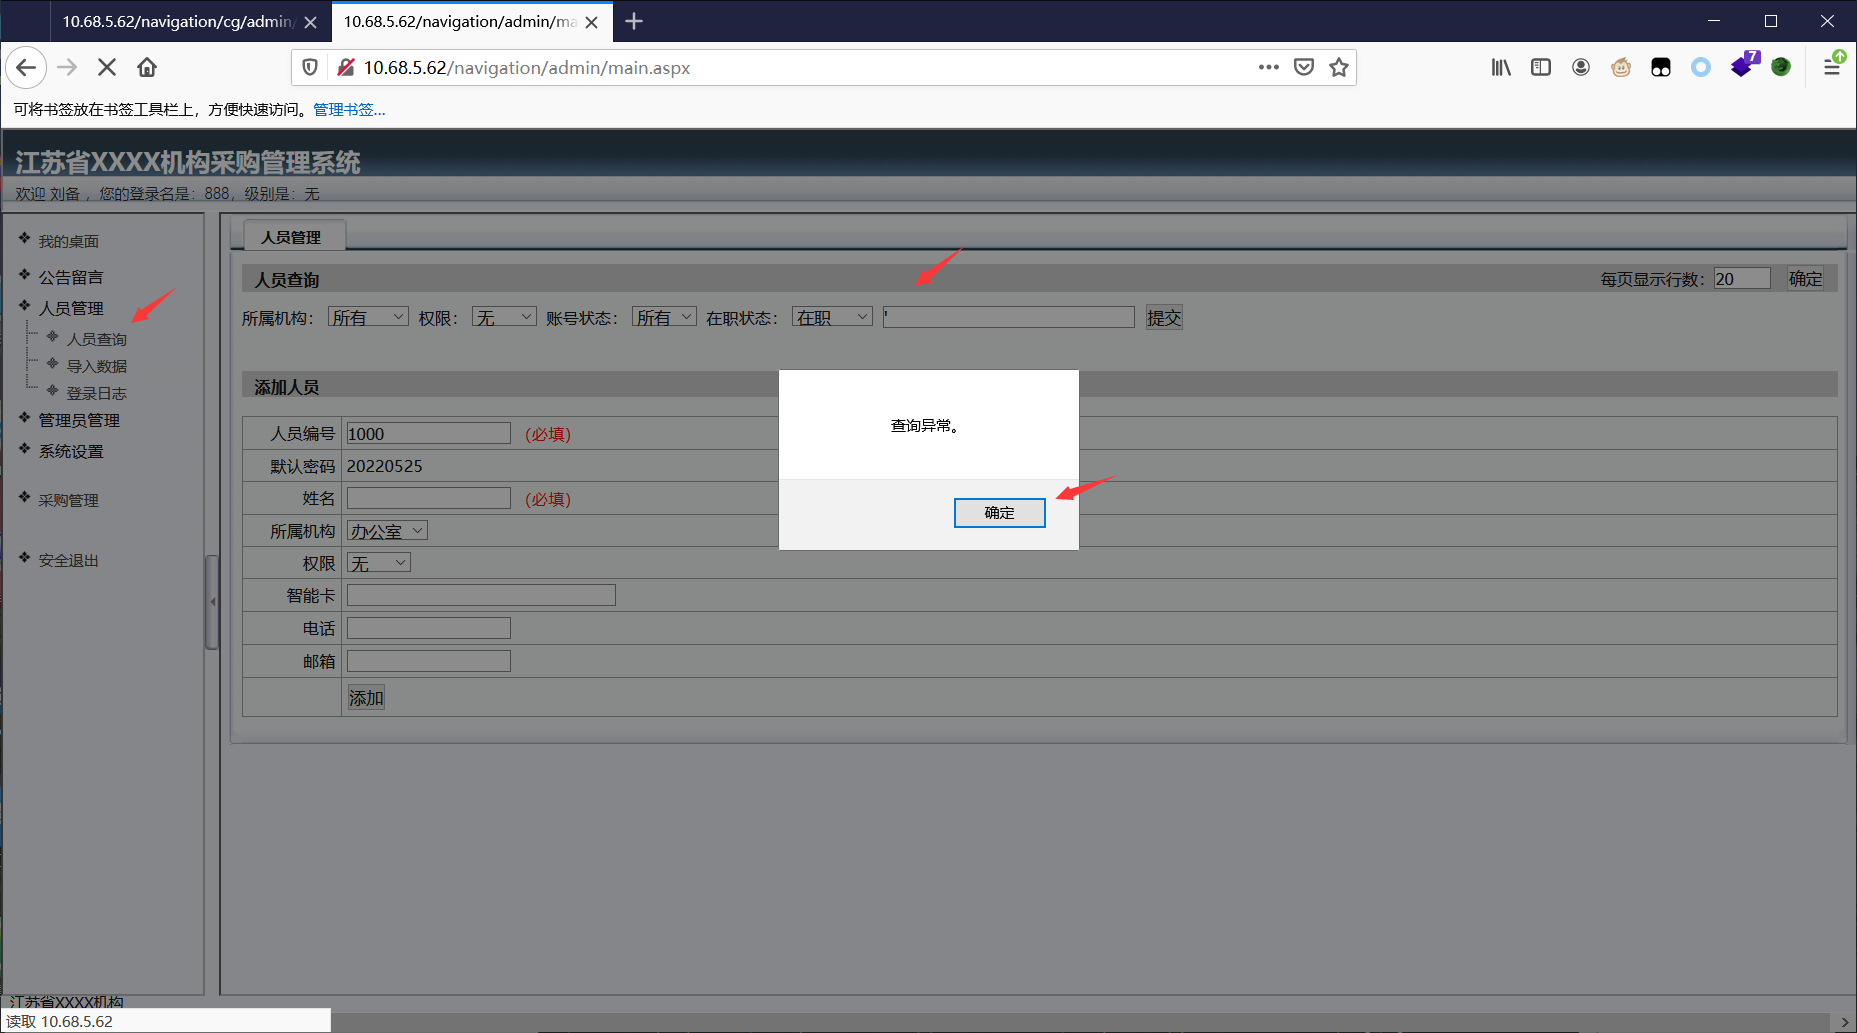 10.68.5.62/navigation/cg/admin/
10.68.5.62/navigation/admin/ma
10.68.5.62/navigation/admin/main.aspx
7
可将书签放在书签工具栏上，方便快速访问。管理书签...
江苏省XXXX机构采购管理系统
欢迎 刘备 ，您的登录名是：888，级别是：无
我的桌面
公告留言
人员管理
人员查询
导入数据
登录日志
管理员管理
系统设置
采购管理
安全退出
人员管理
人员查询 每页显示行数：20 确定
所属机构： 所有 权限： 无 账号状态： 所有 在职状态： 在职 ' 提交
添加人员
人员编号 1000 (必填)
默认密码 20220525
姓名 (必填)
所属机构 办公室
权限 无
智能卡
电话
邮箱
添加
查询异常。
确定
江苏省XXXX机构
读取 10.68.5.62